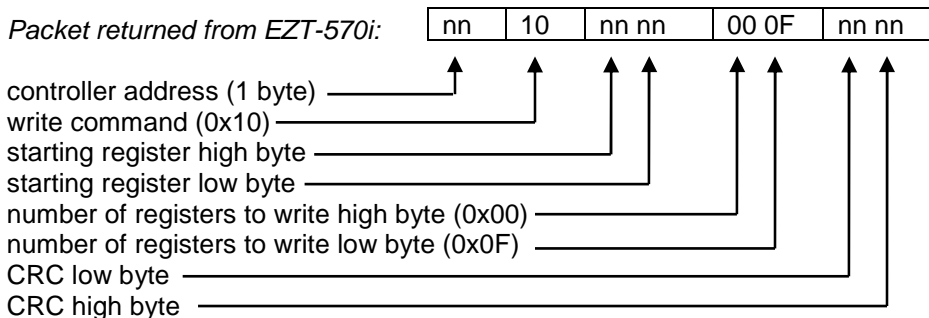 Packet returned from EZT-570i: nn 10 nn nn 00 0F nn nn
controller address (1 byte)
write command (0x10)
starting register high byte
starting register low byte
number of registers to write high byte (0x00)
number of registers to write low byte (0x0F)
CRC low byte
CRC high byte